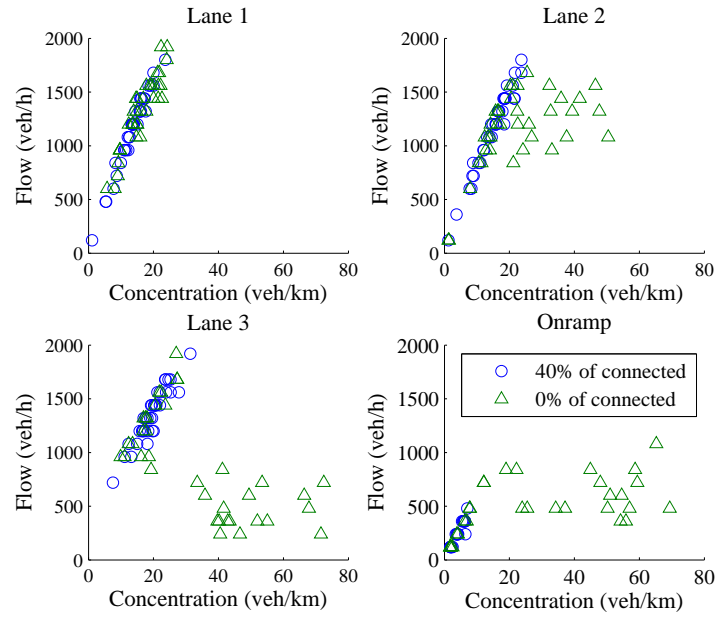 Lane 1
Lane 2
2000
1500
1000
500
0
Flow (veh/h)
0 20 40 60 80
Concentration (veh/km)
2000
1500
1000
500
0
Flow (veh/h)
0 20 40 60 80
Concentration (veh/km)
Lane 3
Onramp
2000
1500
1000
500
0
Flow (veh/h)
0 20 40 60 80
Concentration (veh/km)
2000
1500
1000
500
0
Flow (veh/h)
40% of connected
0% of connected
0 20 40 60 80
Concentration (veh/km)